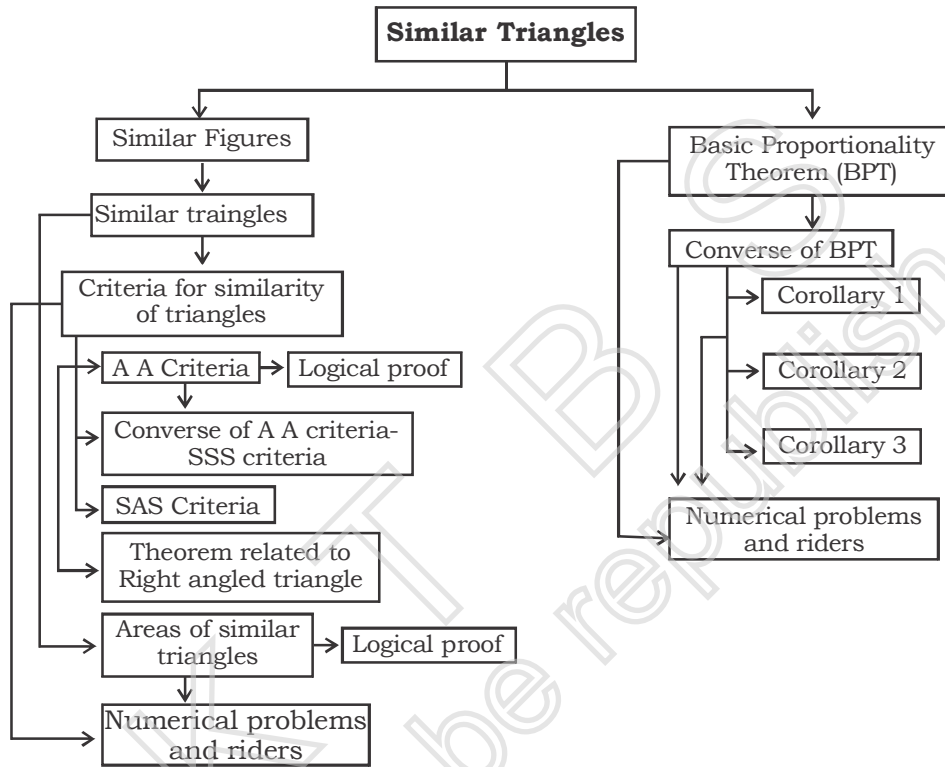 Similar Triangles
Similar Figures
Similar traingles
Criteria for similarity
of triangles
A A Criteria
Logical proof
Converse of A A criteria-
SSS criteria
SAS Criteria
Theorem related to
Right angled triangle
Areas of similar
triangles
Logical proof
Numerical problems
and riders
Basic Proportionality
Theorem (BPT)
Converse of BPT
Corollary 1
Corollary 2
Corollary 3
Numerical problems
and riders
K T B S
be republish